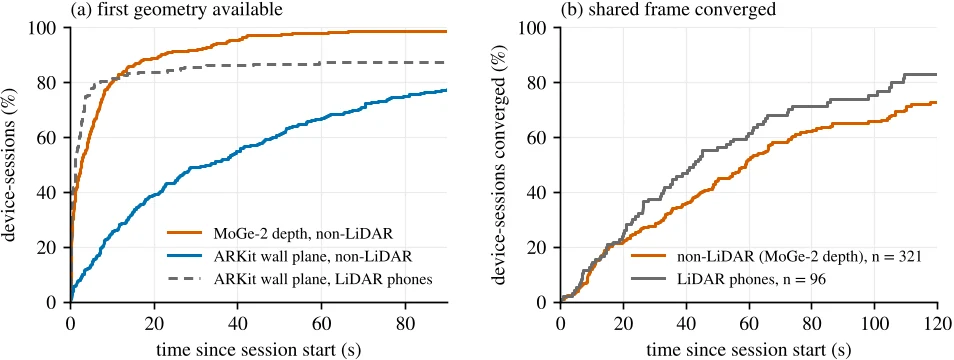 (a) first geometry available
device-sessions (%)
100
80
60
40
20
0
MoGe-2 depth, non-LiDAR
ARKit wall plane, non-LiDAR
ARKit wall plane, LiDAR phones
0 20 40 60 80
time since session start (s)
(b) shared frame converged
device-sessions converged (%)
100
80
60
40
20
0
non-LiDAR (MoGe-2 depth), n = 321
LiDAR phones, n = 96
0 20 40 60 80 100 120
time since session start (s)